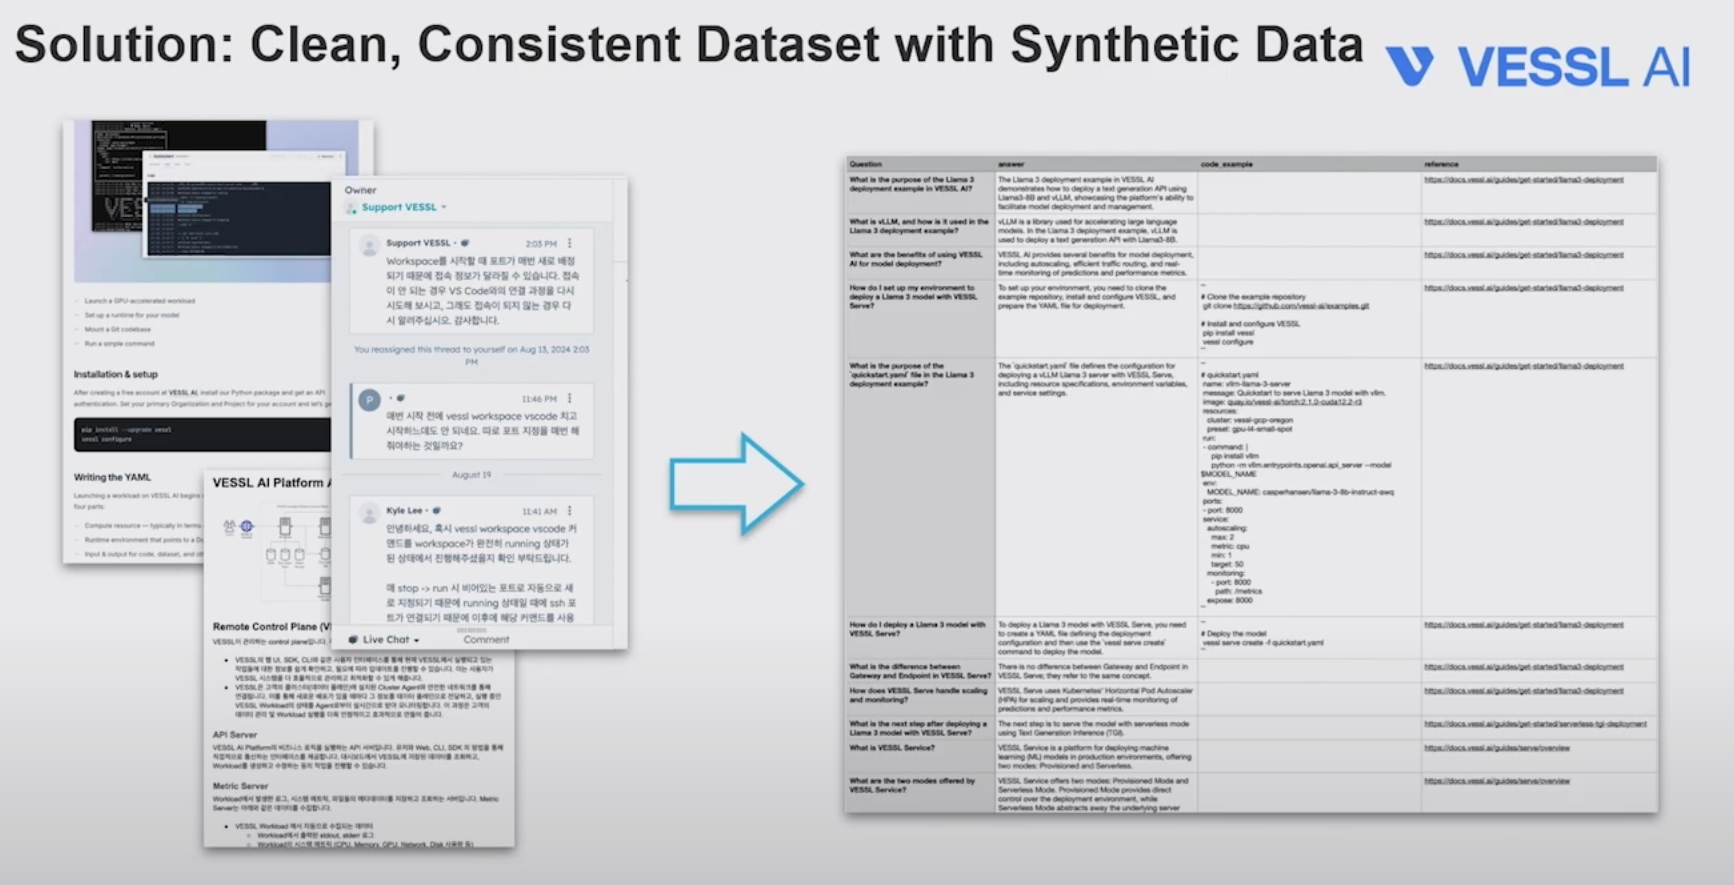 Solution: Clean, Consistent Dataset with Synthetic Data
VESSL AI
Launch a GPU-accelerated workload
Set up a runtime for your model
Mount a Git codebase
Run a simple command
Installation & setup
After creating a free account at VESSL AI, install our Python package and get an API
authentication. Set your primary Organization and Project for your account and let's
pip install --upgrade vessl
vessl configure
Writing the YAML
Launching a workload on VESSL AI begins
four parts:
Compute resource — typically in terms
Runtime environment that points to a
Input & output for code, dataset, and
Owner
Support VESSL
Support VESSL · 2:03 PM
Workspace를 시작할 때 포트가 매번 새로 배정
되기 때문에 접속 정보가 달라질 수 있습니다. 접속
이 안 되는 경우 VS Code와의 연결 과정을 다시
시도해 보시고, 그래도 접속이 되지 않는 경우 다
시 알려주십시오. 감사합니다.
You reassigned this thread to yourself on Aug 13, 2024 2:03
PM
P · 11:46 PM
매번 시작 전에 vessl workspace vscode 치고
시작하느데도 안 되네요. 따로 포트 지정을 매번 해
줘야하는 것일까요?
August 19
Kyle Lee · 11:41 AM
안녕하세요, 혹시 vessl workspace vscode 커
맨드를 workspace가 완전히 running 상태가
된 상태에서 진행해주셨을지 확인 부탁드립니다.
매 stop -> run 시 비어있는 포트로 자동으로 새
로 지정되기 때문에 running 상태일 때에 ssh 포
트가 연결되기 때문에 이후에 해당 커맨드를 사용
Live Chat
Comment
VESSL AI Platform
Remote Control Plane
VESSL이 관리하는 control plane입니다.
API Server
Metric Server
Question answer code_example reference
What is the purpose of the Llama 3
deployment example in VESSL AI?
The Llama 3 deployment example in VESSL AI
demonstrates how to deploy a text generation API using
Llama3-8B and vLLM, showcasing the platform's ability to
facilitate model deployment and management.
https://docs.vessl.ai/guides/get-started/llama3-deployment
What is vLLM, and how is it used in the
Llama 3 deployment example?
vLLM is a library used for accelerating large language
models. In the Llama 3 deployment example, vLLM is
used to deploy a text generation API with Llama3-8B.
https://docs.vessl.ai/guides/get-started/llama3-deployment
What are the benefits of using VESSL
AI for model deployment?
VESSL AI provides several benefits for model deployment,
including autoscaling, efficient traffic routing, and real-
time monitoring of predictions and performance metrics.
https://docs.vessl.ai/guides/get-started/llama3-deployment
How do I set up my environment to
deploy a Llama 3 model with VESSL
Serve?
To set up your environment, you need to clone the
example repository, install and configure VESSL, and
prepare the YAML file for deployment.
# Clone the example repository
git clone https://github.com/vessl-ai/examples.git
# Install and configure VESSL
pip install vessl
vessl configure
https://docs.vessl.ai/guides/get-started/llama3-deployment
What is the purpose of the
'quickstart.yaml' file in the Llama 3
deployment example?
The 'quickstart.yaml' file defines the configuration for
deploying a vLLM Llama 3 server with VESSL Serve,
including resource specifications, environment variables,
and service settings.
# quickstart.yaml
name: vllm-llama-3-server
message: Quickstart to serve Llama 3 model with vllm.
image: quay.io/vessl-ai/torch:2.1.0-cuda12.2-r3
resources:
cluster: vessl-gcp-oregon
preset: gpu-l4-small-spot
run:
- command: |
pip install vllm
python -m vllm.entrypoints.openai.api_server --model
$MODEL_NAME
env:
MODEL_NAME: casperhansen/llama-3-8b-instruct-awq
ports:
- port: 8000
service:
autoscaling:
max: 2
metric: cpu
min: 1
target: 50
monitoring:
- port: 8000
path: /metrics
expose: 8000
https://docs.vessl.ai/guides/get-started/llama3-deployment
How do I deploy a Llama 3 model with
VESSL Serve?
To deploy a Llama 3 model with VESSL Serve, you need
to create a YAML file defining the deployment
configuration and then use the 'vessl serve create'
command to deploy the model.
# Deploy the model
vessl serve create -f quickstart.yaml
https://docs.vessl.ai/guides/get-started/llama3-deployment
What is the difference between
Gateway and Endpoint in VESSL Serve?
There is no difference between Gateway and Endpoint in
VESSL Serve; they refer to the same concept.
https://docs.vessl.ai/guides/get-started/llama3-deployment
How does VESSL Serve handle scaling
and monitoring?
VESSL Serve uses Kubernetes' Horizontal Pod Autoscaler
(HPA) for scaling and provides real-time monitoring of
predictions and performance metrics.
https://docs.vessl.ai/guides/get-started/llama3-deployment
What is the next step after deploying a
Llama 3 model with VESSL Serve?
The next step is to serve the model with serverless mode
using Text Generation Inference (TGI).
https://docs.vessl.ai/guides/get-started/serverless-tgi-deployment
What is VESSL Service?
VESSL Service is a platform for deploying machine
learning (ML) models in production environments, offering
two modes: Provisioned and Serverless.
https://docs.vessl.ai/guides/serve/overview
What are the two modes offered by
VESSL Service?
VESSL Service offers two modes: Provisioned Mode and
Serverless Mode. Provisioned Mode provides direct
control over the deployment environment, while
Serverless Mode abstracts away the underlying server
https://docs.vessl.ai/guides/serve/overview